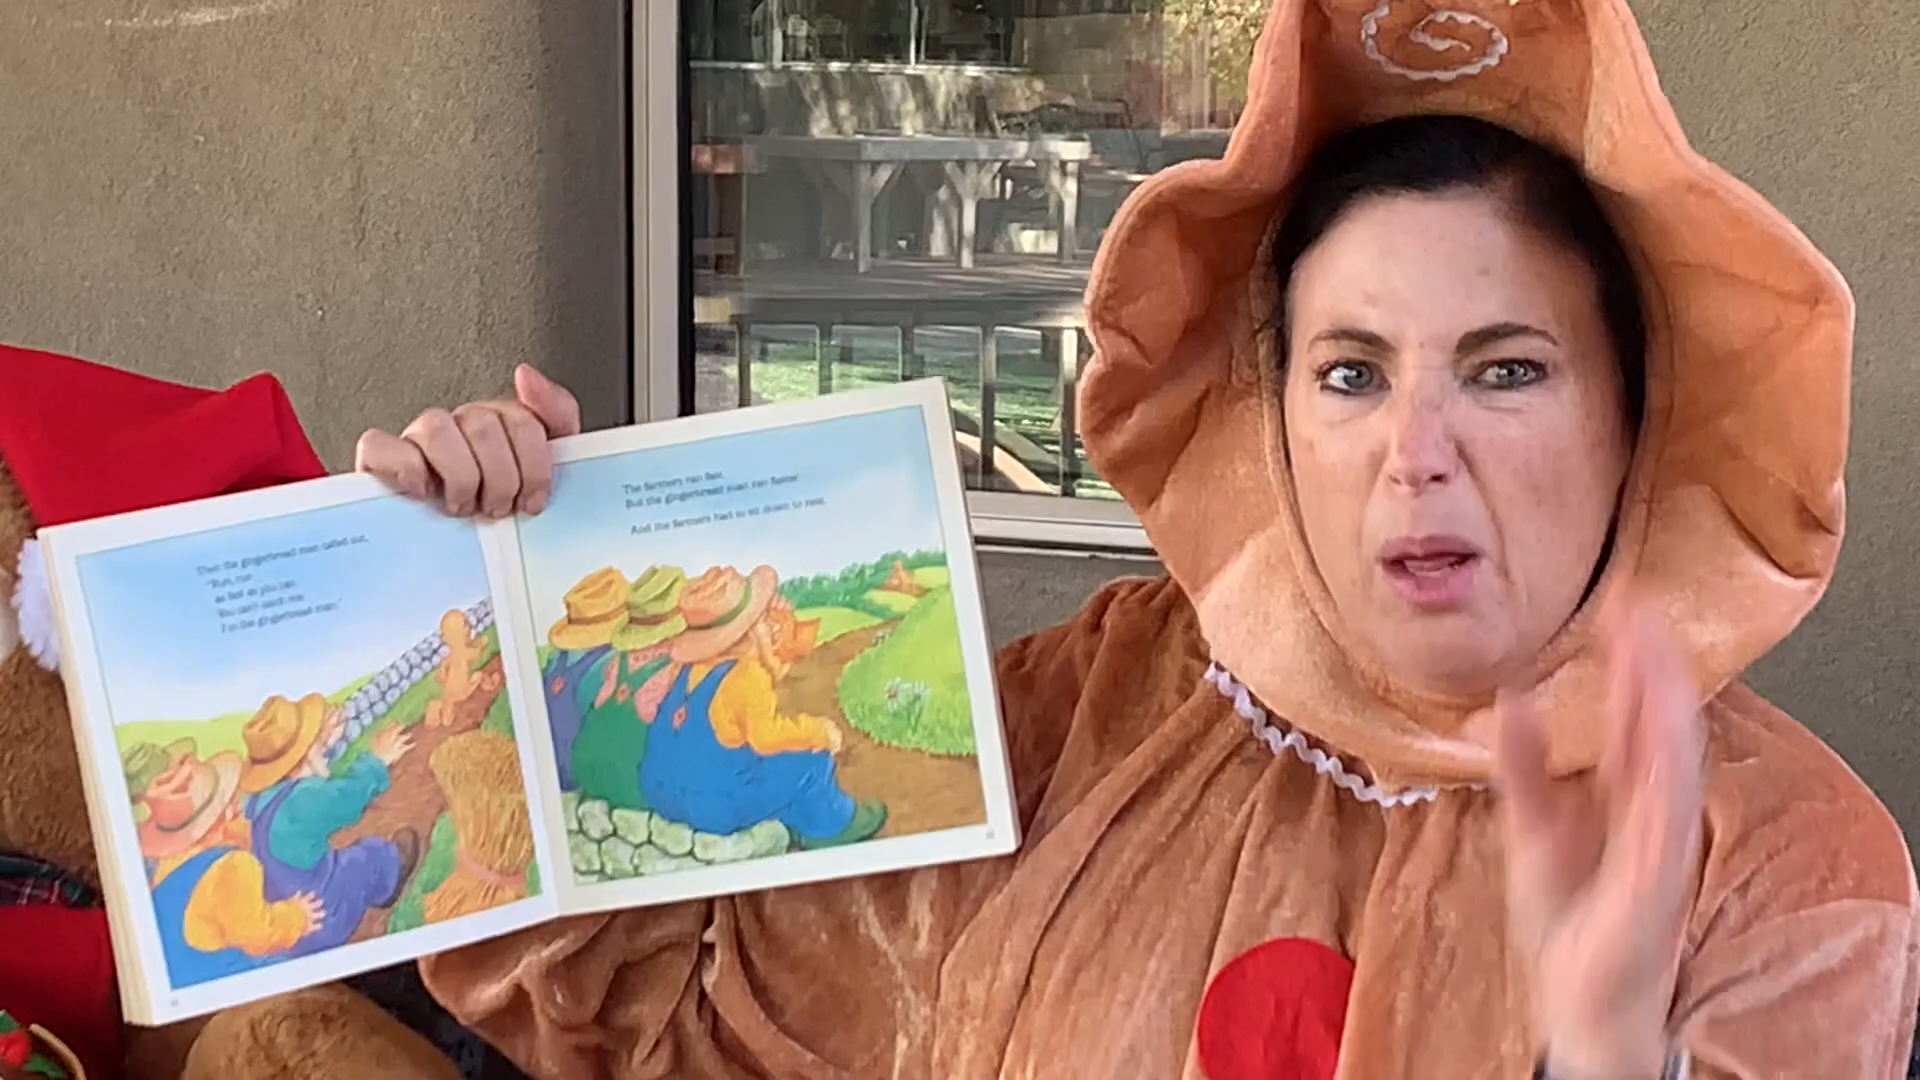 Then the gingerbread man called out,
"Run, run
as fast as you can.
You can't catch me
I'm the gingerbread man."
The farmers ran fast,
But the gingerbread man ran faster.
And the farmers had to sit down to rest.